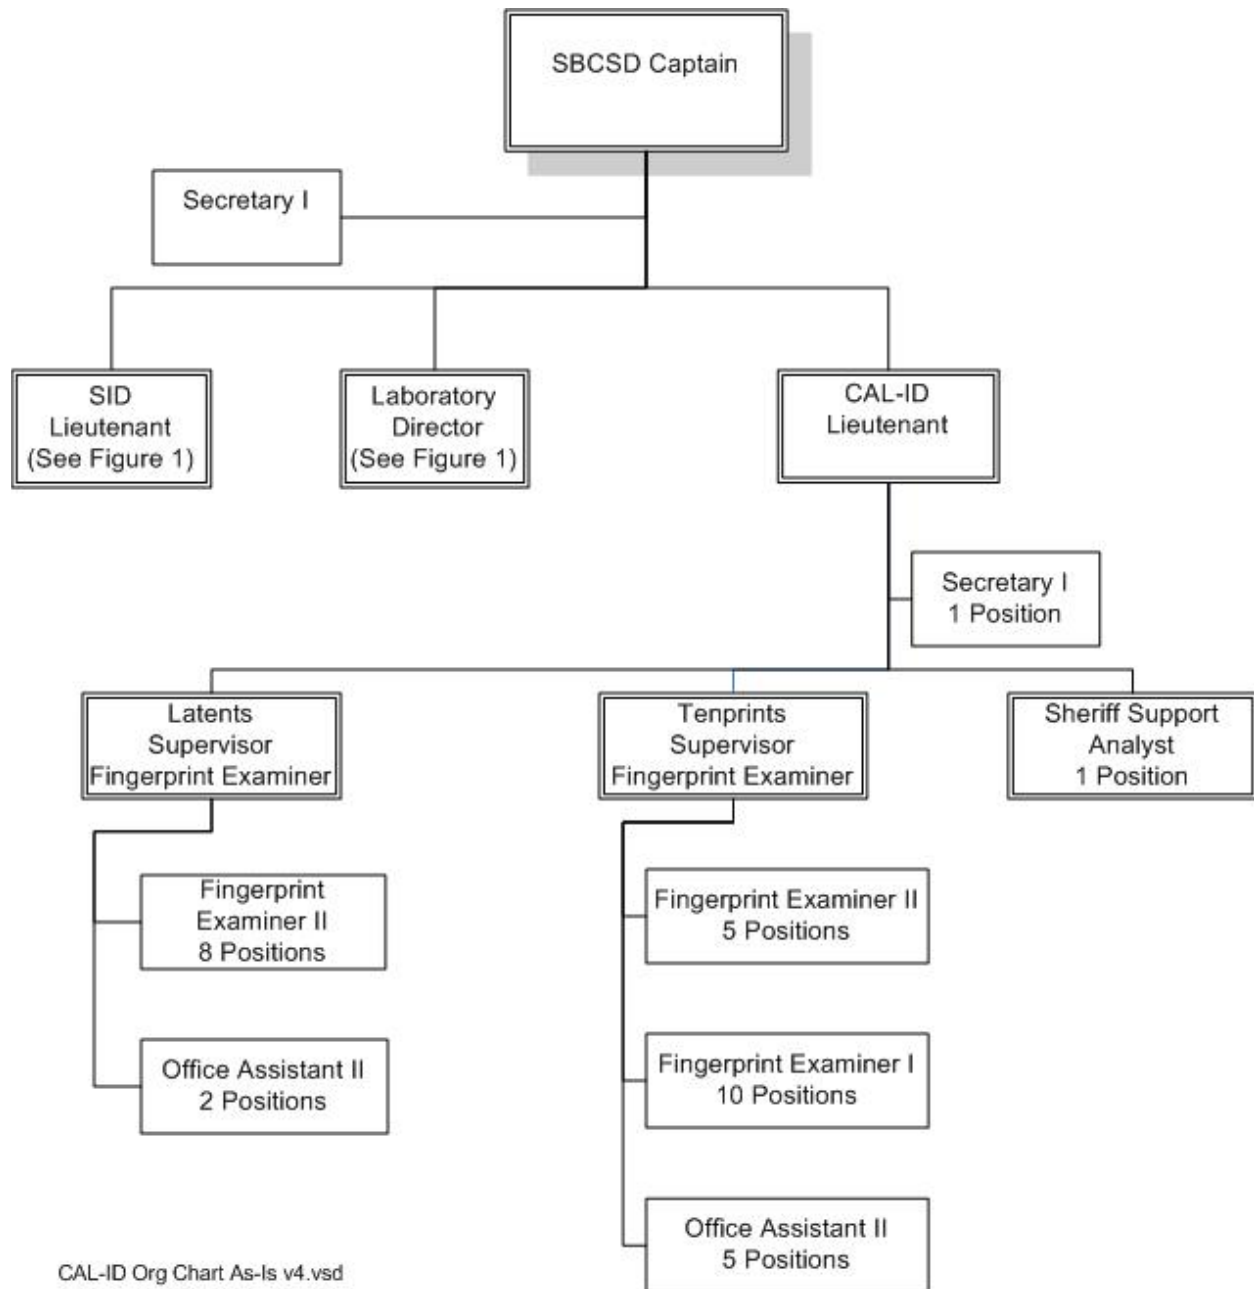 SBCSD Captain
Secretary I
SID
Lieutenant
(See Figure 1)
Laboratory
Director
(See Figure 1)
CAL-ID
Lieutenant
Secretary I
1 Position
Latents
Supervisor
Fingerprint Examiner
Tenprints
Supervisor
Fingerprint Examiner
Sheriff Support
Analyst
1 Position
Fingerprint
Examiner II
8 Positions
Office Assistant II
2 Positions
Fingerprint Examiner II
5 Positions
Fingerprint Examiner I
10 Positions
Office Assistant II
5 Positions
CAL-ID Org Chart As-Is v4.vsd